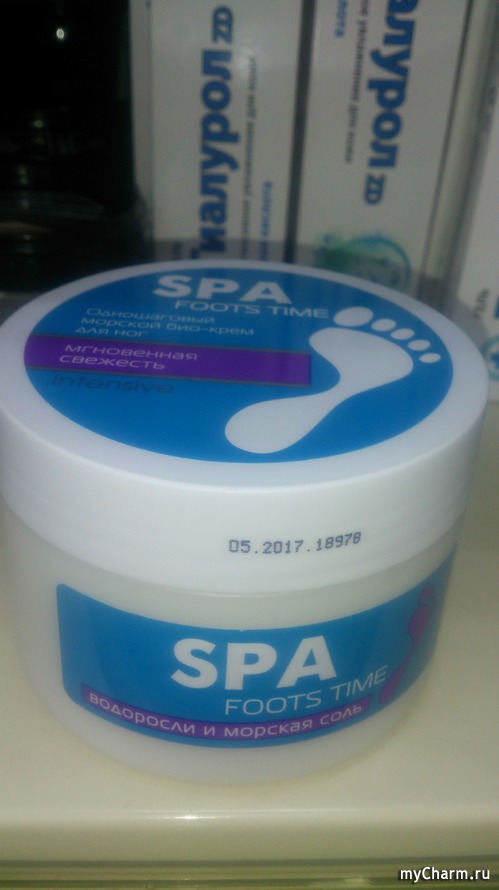 гиалурол ZD
иалурол ZD
SPA
FOOTS TIME
Одношаговый
морской био-крем
для ног
мгновенная
свежесть
intensive
05.2017.18978
SPA
FOOTS TIME
водоросли и морская соль
myCharm.ru